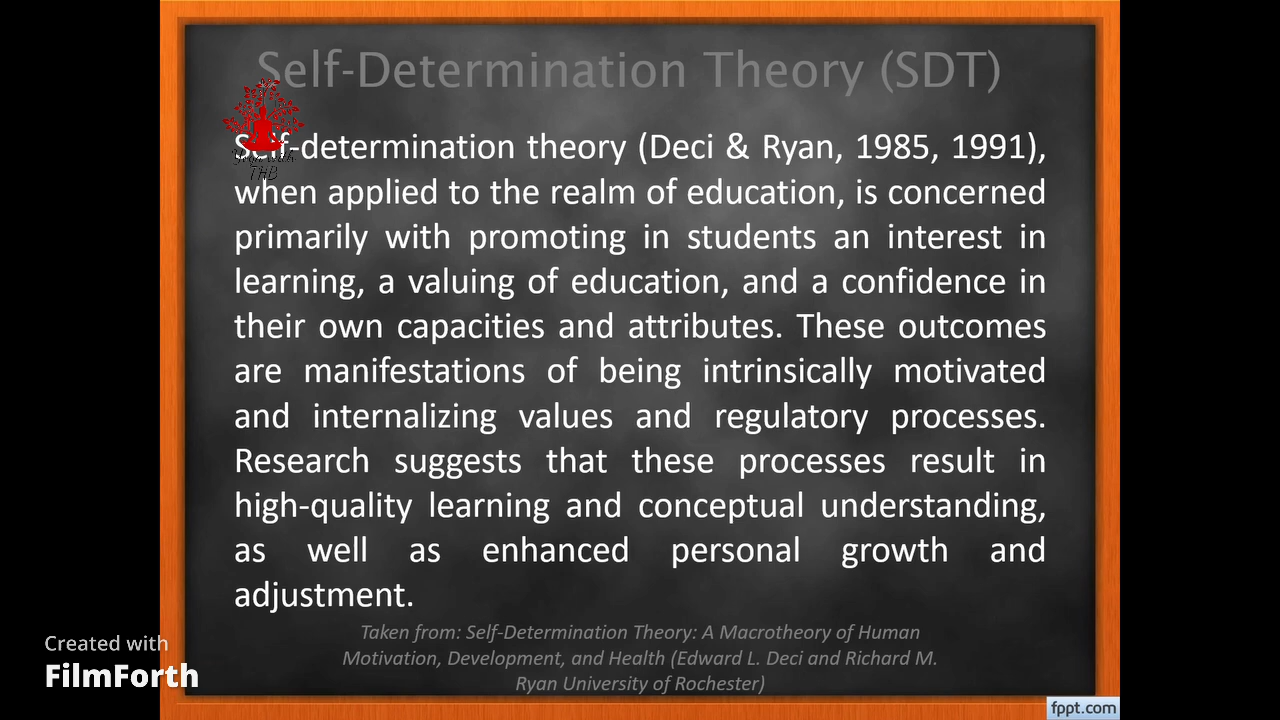 Self-Determination Theory (SDT)
Self-determination theory (Deci & Ryan, 1985, 1991),
when applied to the realm of education, is concerned
primarily with promoting in students an interest in
learning, a valuing of education, and a confidence in
their own capacities and attributes. These outcomes
are manifestations of being intrinsically motivated
and internalizing values and regulatory processes.
Research suggests that these processes result in
high-quality learning and conceptual understanding,
as well as enhanced personal growth and
adjustment.
Taken from: Self-Determination Theory: A Macrotheory of Human
Motivation, Development, and Health (Edward L. Deci and Richard M.
Ryan University of Rochester)
Yoga with
THB
Created with
FilmForth
fppt.com